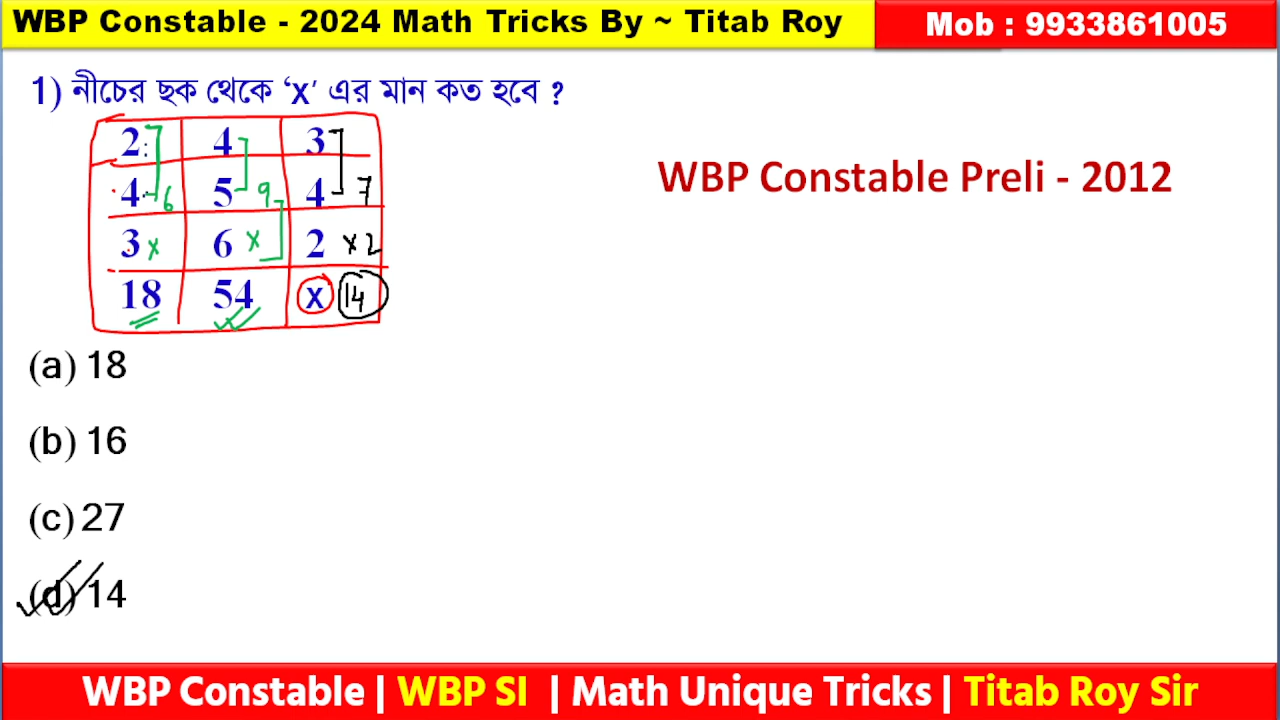 WBP Constable - 2024 Math Tricks By ~ Titab Roy
Mob : 9933861005
1) নীচের ছক থেকে ‘x’ এর মান কত হবে ?
WBP Constable Preli - 2012
2 4 3
4 6 5 9 4 7
3 x 6 x 2 x 2
18 54 x 14
(a) 18
(b) 16
(c) 27
(d) 14
WBP Constable | WBP SI | Math Unique Tricks | Titab Roy Sir